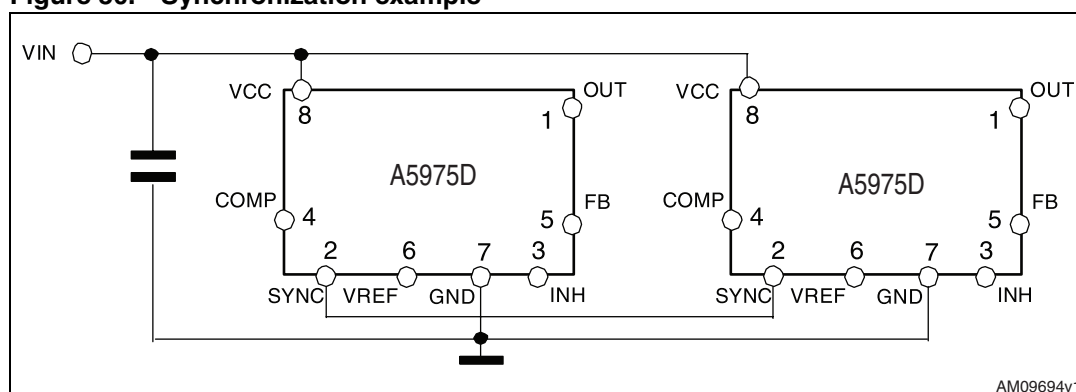 VIN
VCC
8
OUT
1
A5975D
COMP
4
FB
5
2
6
7
3
SYNC
VREF
GND
INH
VCC
8
OUT
1
A5975D
COMP
4
FB
5
2
6
7
3
SYNC
VREF
GND
INH